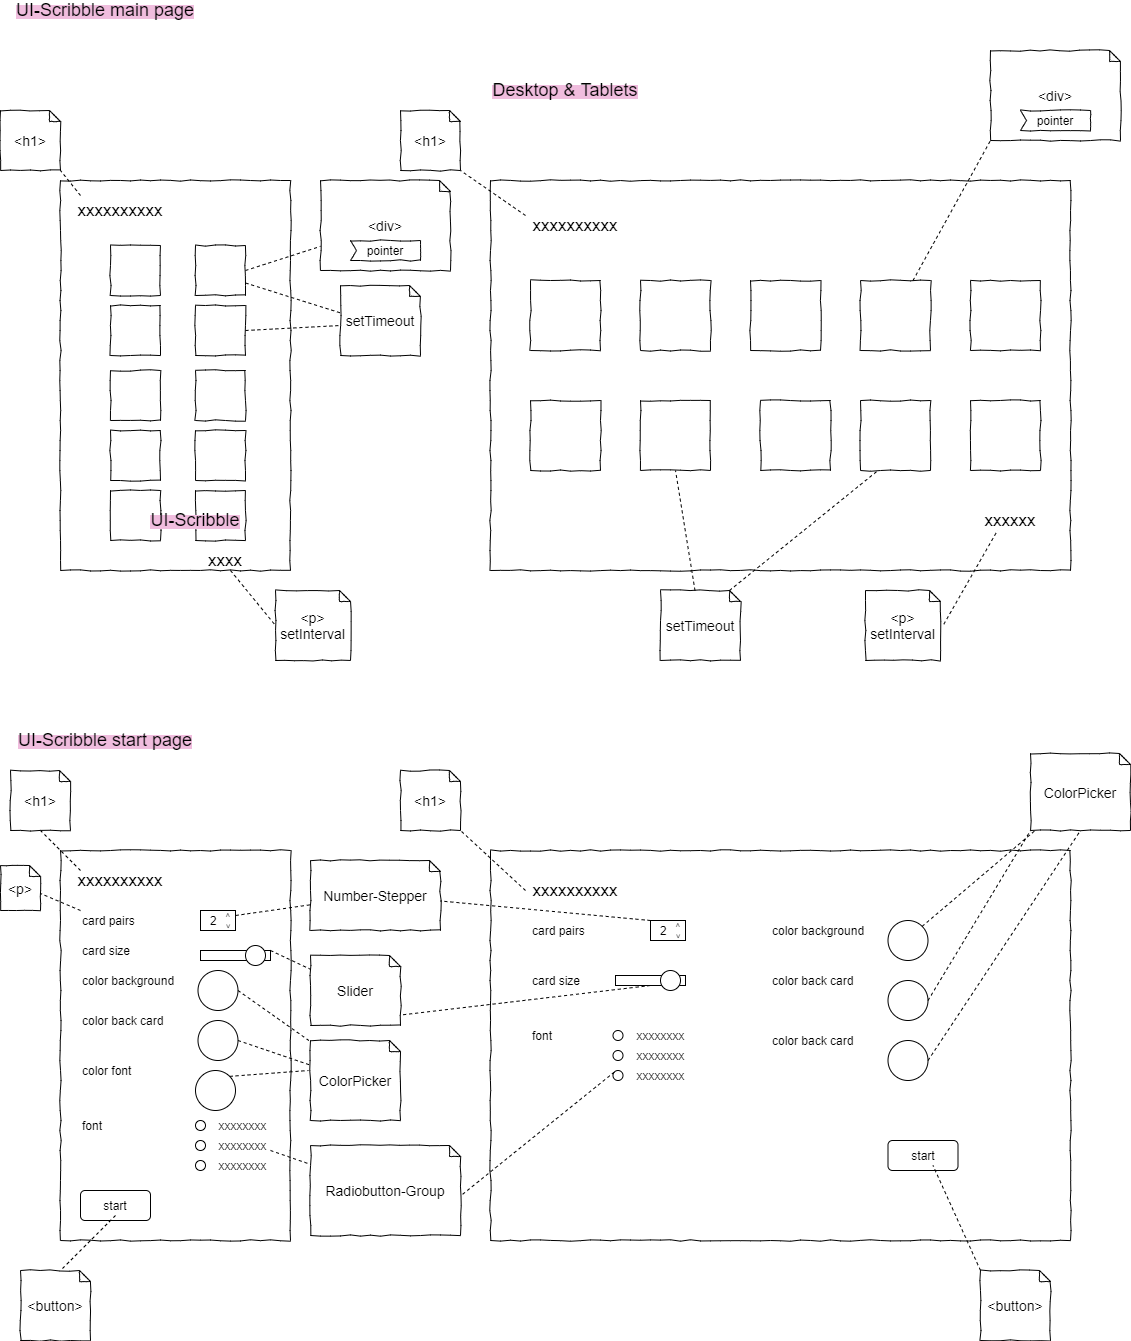 UI-Scribble main page
Desktop & Tablets
<h1>
xxxxxxxxxx
<div>
pointer
setTimeout
UI-Scribble
xxxx
<p>
setInterval
<h1>
xxxxxxxxxx
<div>
pointer
xxxxxx
setTimeout
<p>
setInterval
UI-Scribble start page
<h1>
<p>
xxxxxxxxxx
card pairs
2
card size
color background
color back card
color font
font
xxxxxxxx
xxxxxxxx
xxxxxxxx
start
<button>
Number-Stepper
Slider
ColorPicker
Radiobutton-Group
<h1>
xxxxxxxxxx
card pairs
2
card size
font
xxxxxxxx
xxxxxxxx
xxxxxxxx
color background
color back card
color back card
ColorPicker
start
<button>